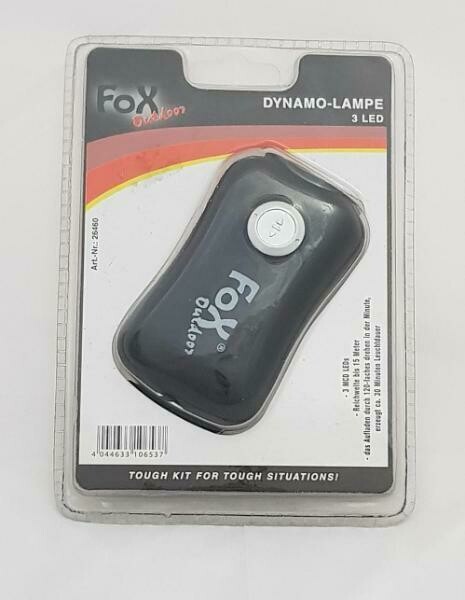 FoX
Outdoor
DYNAMO-LAMPE
3 LED
Art.-Nr.: 26460
FoX®
Outdoor
- 3 MCD LEDs
- Reichweite bis 15 Meter
- das Aufladen durch 120-faches drehen in der Minute,
erzeugt ca. 30 Minuten Leuchtdauer
4 044633 106537
TOUGH KIT FOR TOUGH SITUATIONS!